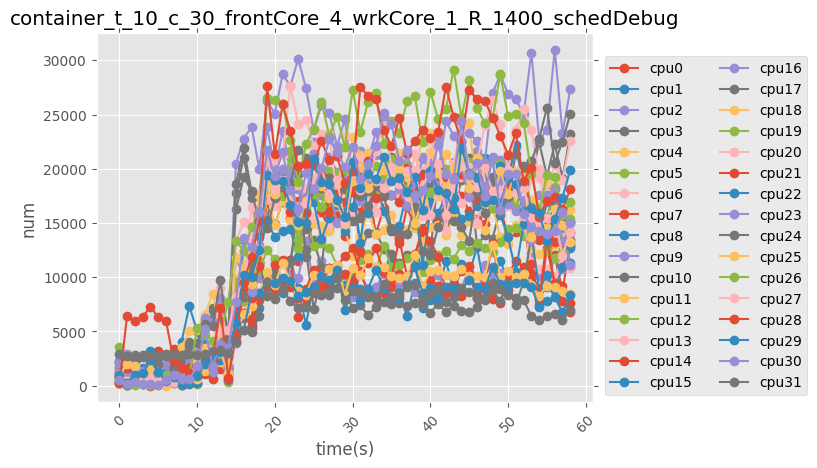 container_t_10_c_30_frontCore_4_wrkCore_1_R_1400_schedDebug
30000
25000
20000
15000
10000
5000
0
num
0
10
20
30
40
50
60
time(s)
cpu0
cpu1
cpu2
cpu3
cpu4
cpu5
cpu6
cpu7
cpu8
cpu9
cpu10
cpu11
cpu12
cpu13
cpu14
cpu15
cpu16
cpu17
cpu18
cpu19
cpu20
cpu21
cpu22
cpu23
cpu24
cpu25
cpu26
cpu27
cpu28
cpu29
cpu30
cpu31